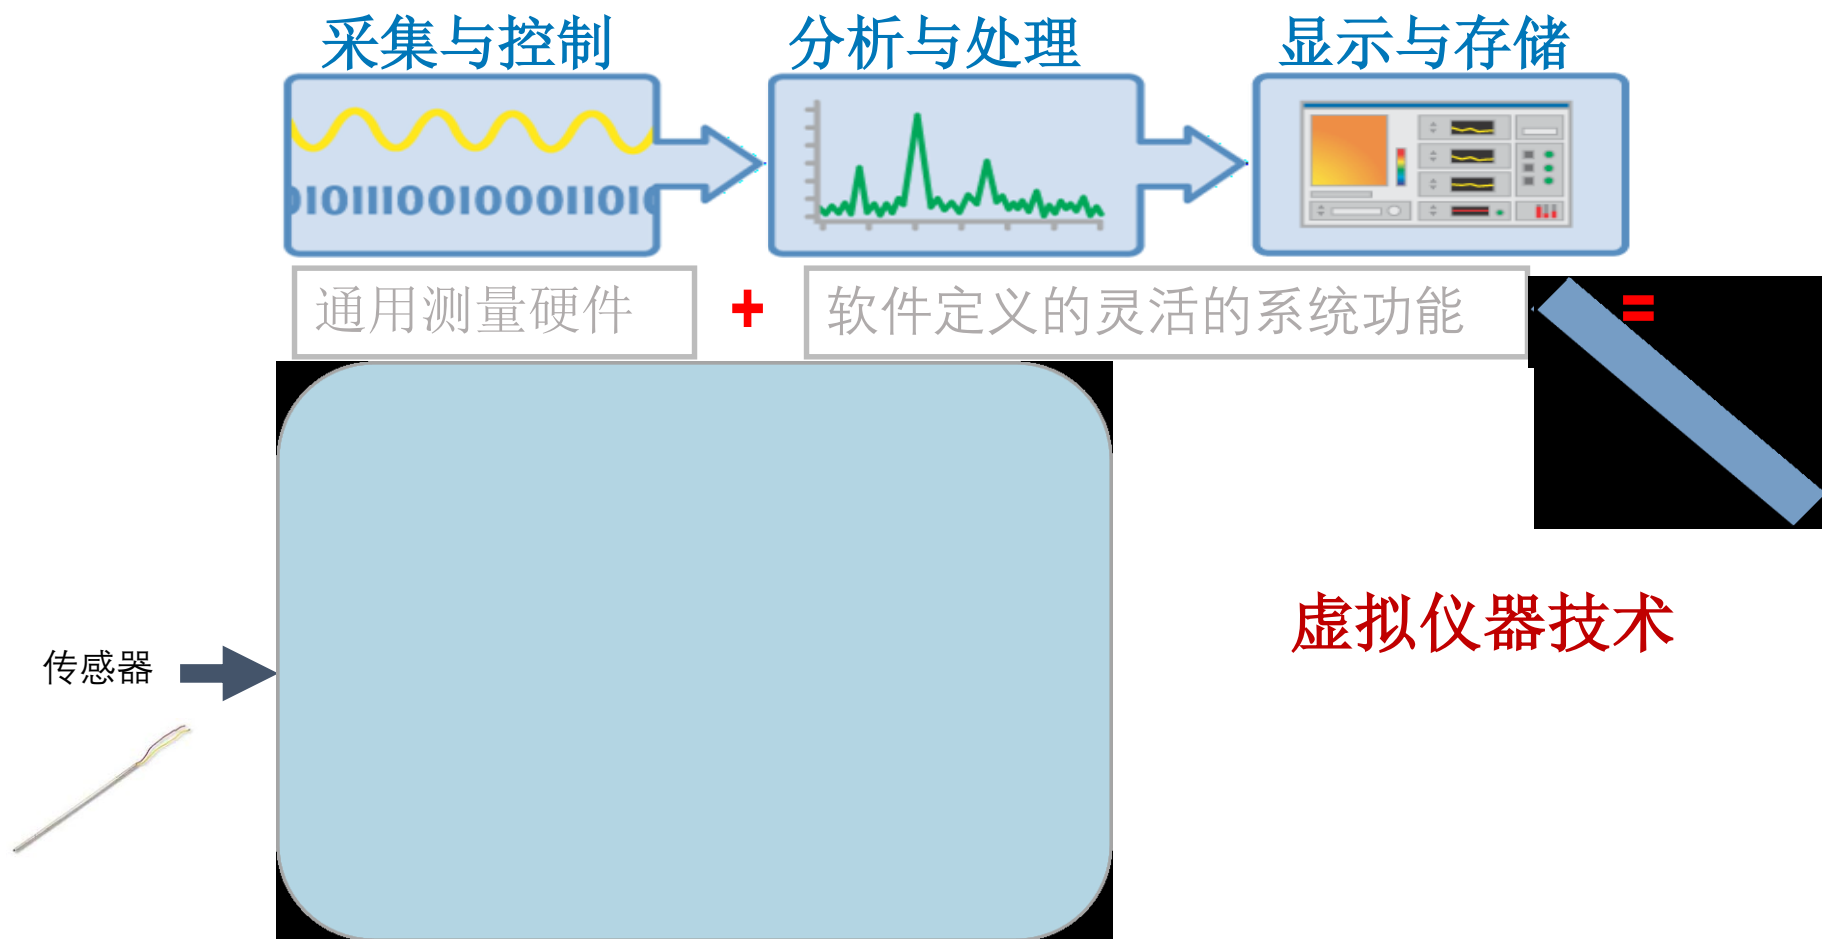 采集与控制
分析与处理
显示与存储
0101111001000011010
通用测量硬件
+
软件定义的灵活的系统功能
=
虚拟仪器技术
传感器